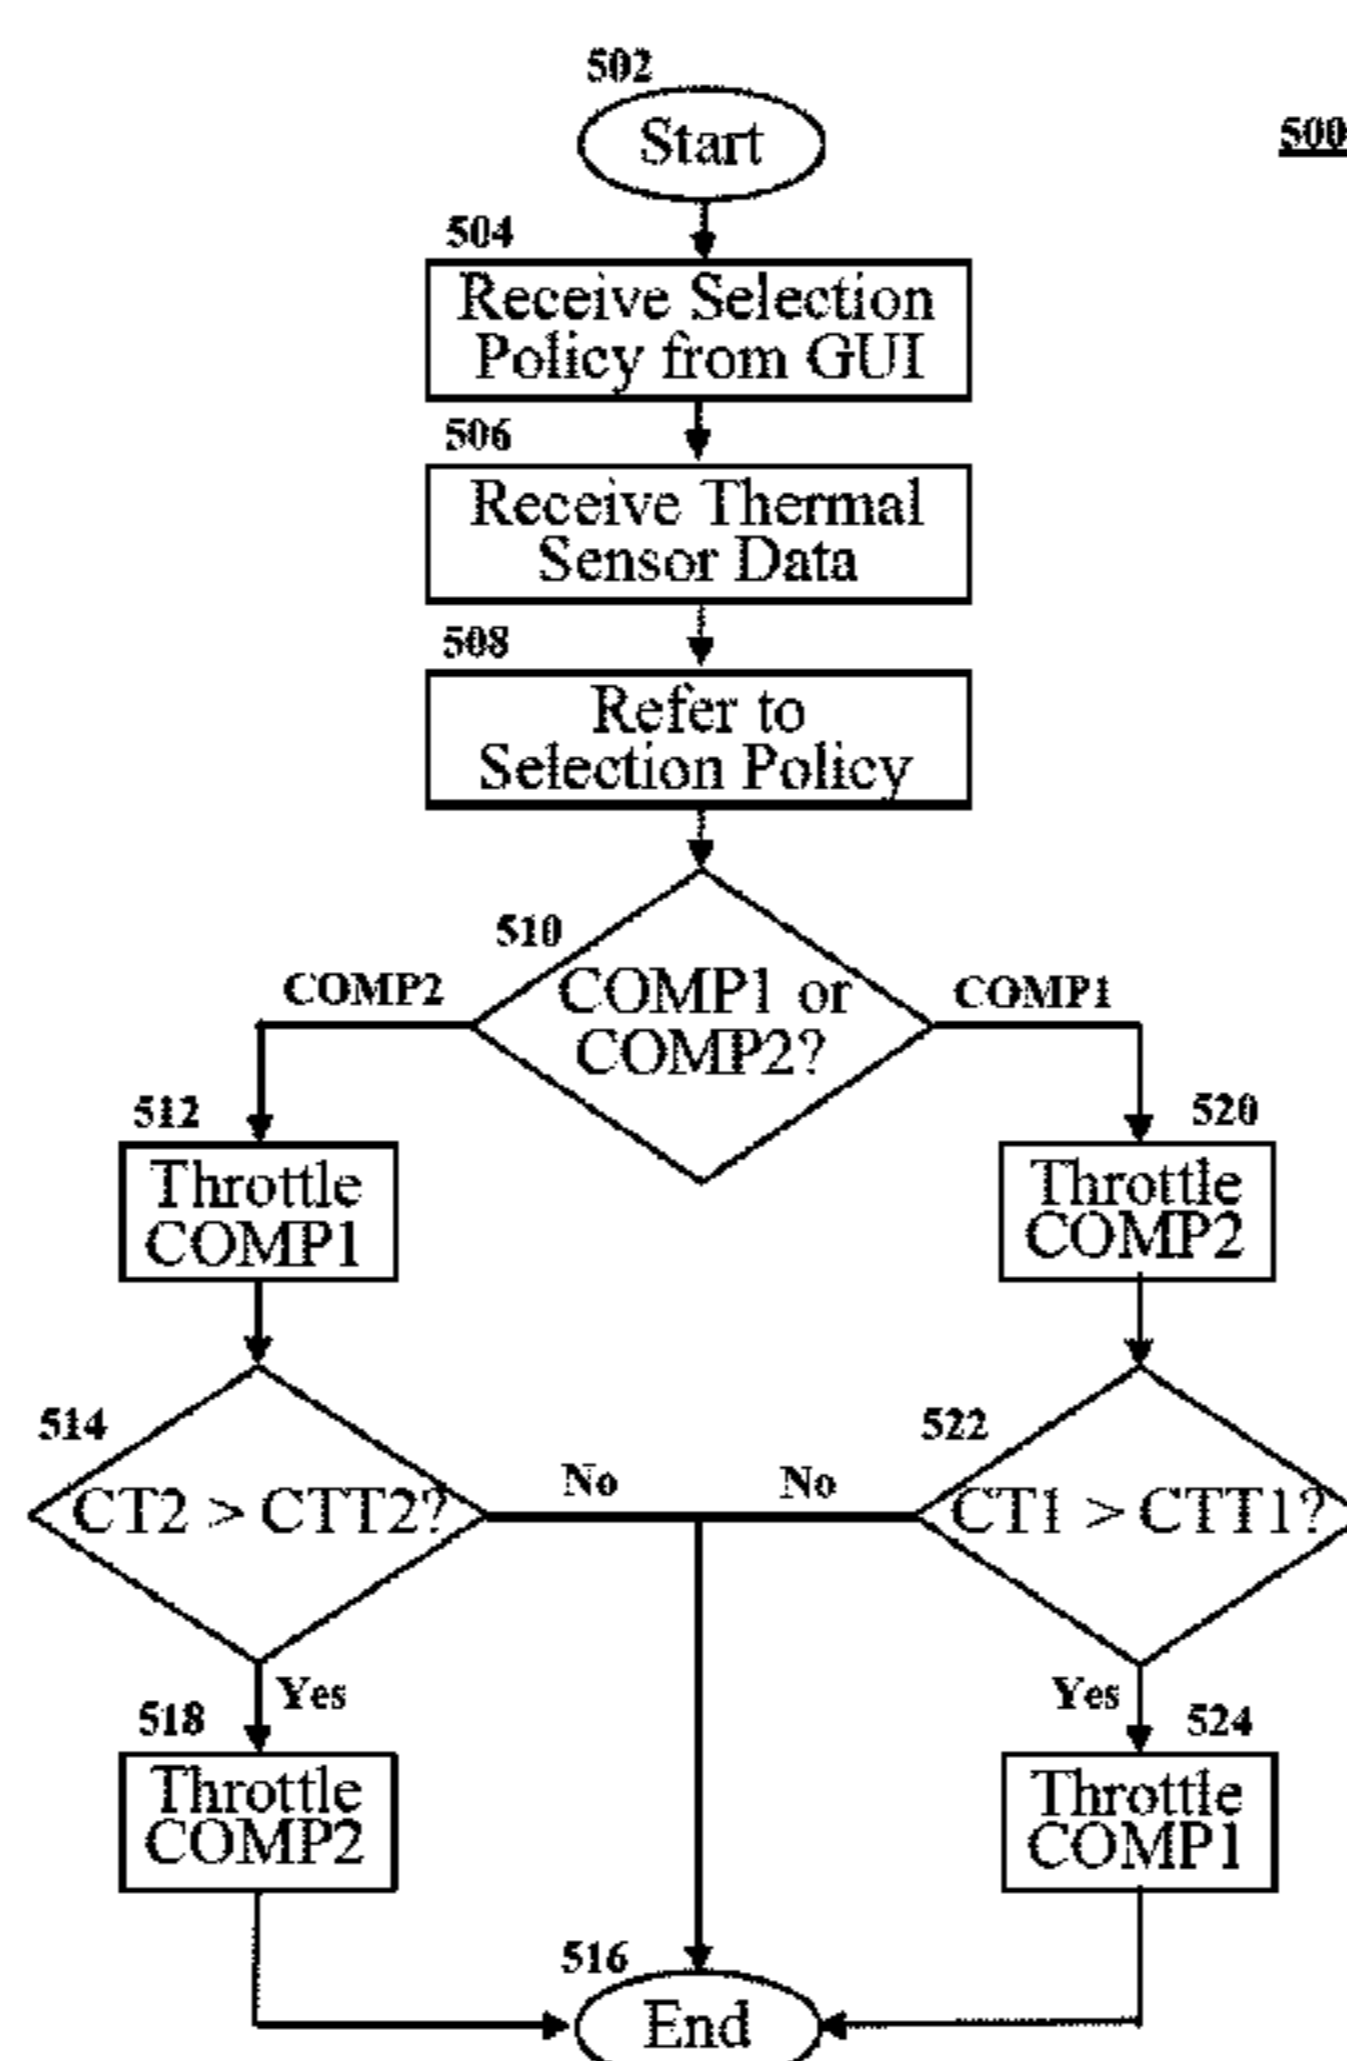 502
Start
500
504
Receive Selection
Policy from GUI
506
Receive Thermal
Sensor Data
508
Refer to
Selection Policy
510
COMP1 or
COMP2?
COMP2
COMP1
512
Throttle
COMP1
520
Throttle
COMP2
514
CT2 > CTT2?
No
No
522
CT1 > CTT1?
Yes
Yes
518
Throttle
COMP2
524
Throttle
COMP1
516
End